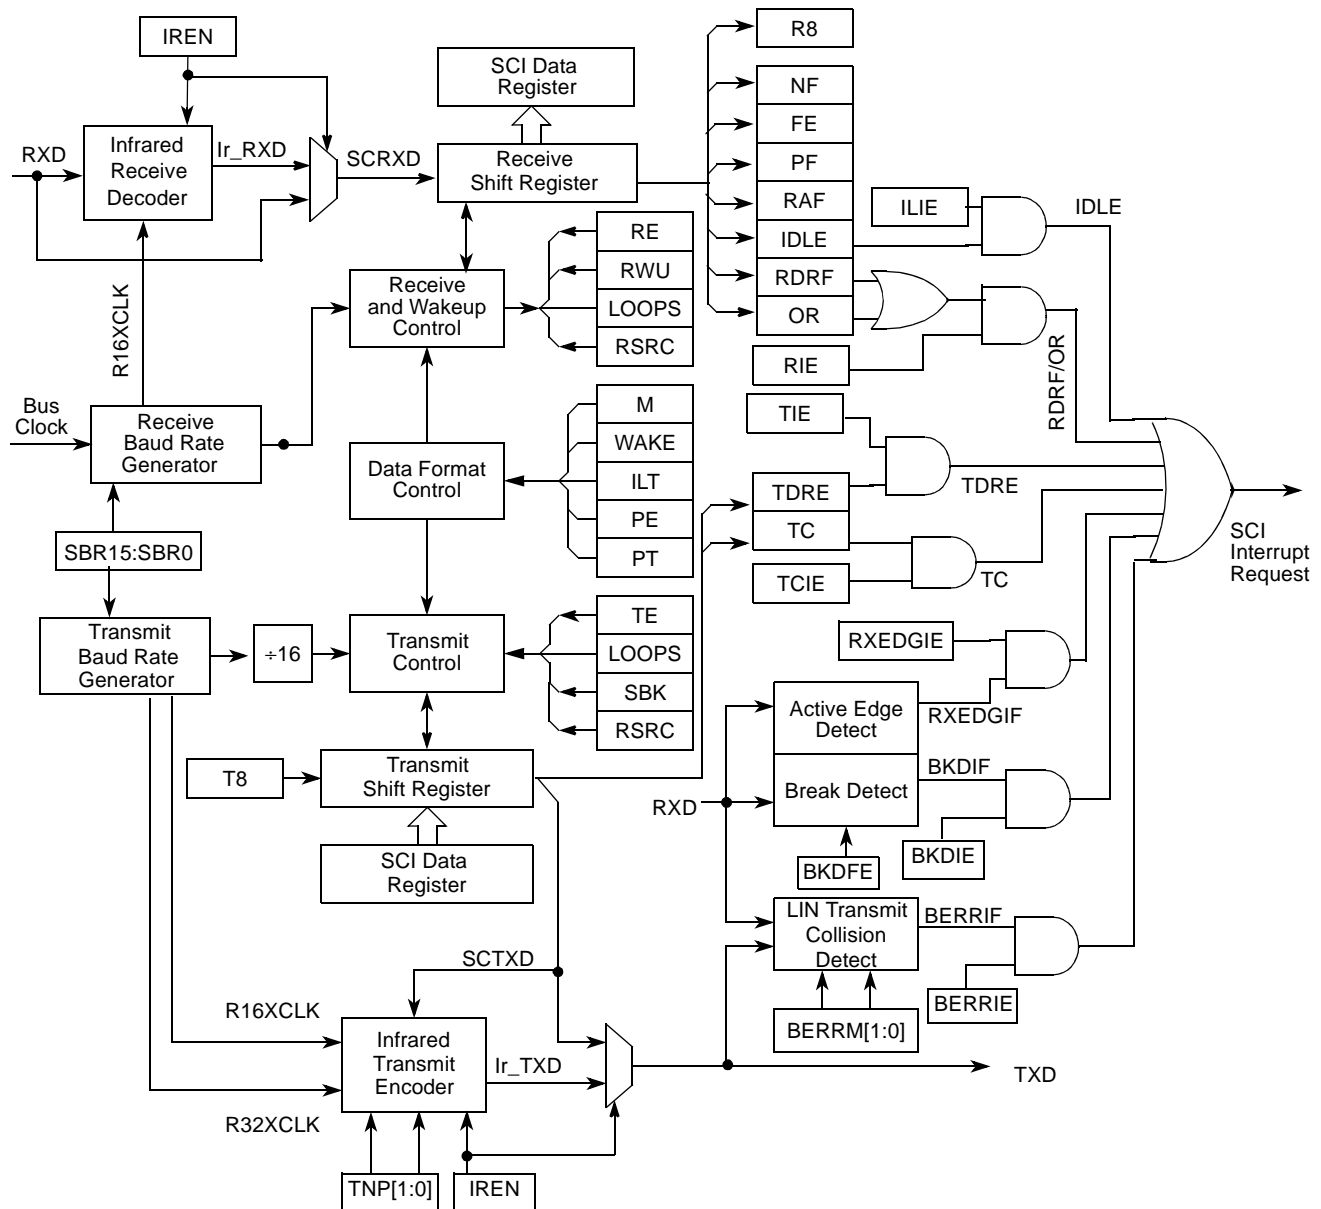 IREN
R8
SCI Data
Register
NF
FE
PF
RAF
IDLE
RDRF
OR
RXD
Infrared
Receive
Decoder
Ir_RXD
SCRXD
Receive
Shift Register
ILIE
IDLE
RE
RWU
LOOPS
RSRC
Receive
and Wakeup
Control
R16XCLK
RIE
RDRF/OR
Bus
Clock
Receive
Baud Rate
Generator
M
WAKE
ILT
PE
PT
TIE
Data Format
Control
TDRE
TC
TDRE
TCIE
TC
SCI
Interrupt
Request
SBR15:SBR0
Transmit
Baud Rate
Generator
÷16
Transmit
Control
TE
LOOPS
SBK
RSRC
RXEDGIE
Active Edge
Detect
RXEDGIF
T8
Transmit
Shift Register
RXD
Break Detect
BKDIF
BKDIE
BKDFE
SCI Data
Register
LIN Transmit
Collision
Detect
BERRIF
BERRIE
BERRM[1:0]
SCTXD
R16XCLK
Infrared
Transmit
Encoder
Ir_TXD
TXD
R32XCLK
TNP[1:0]
IREN